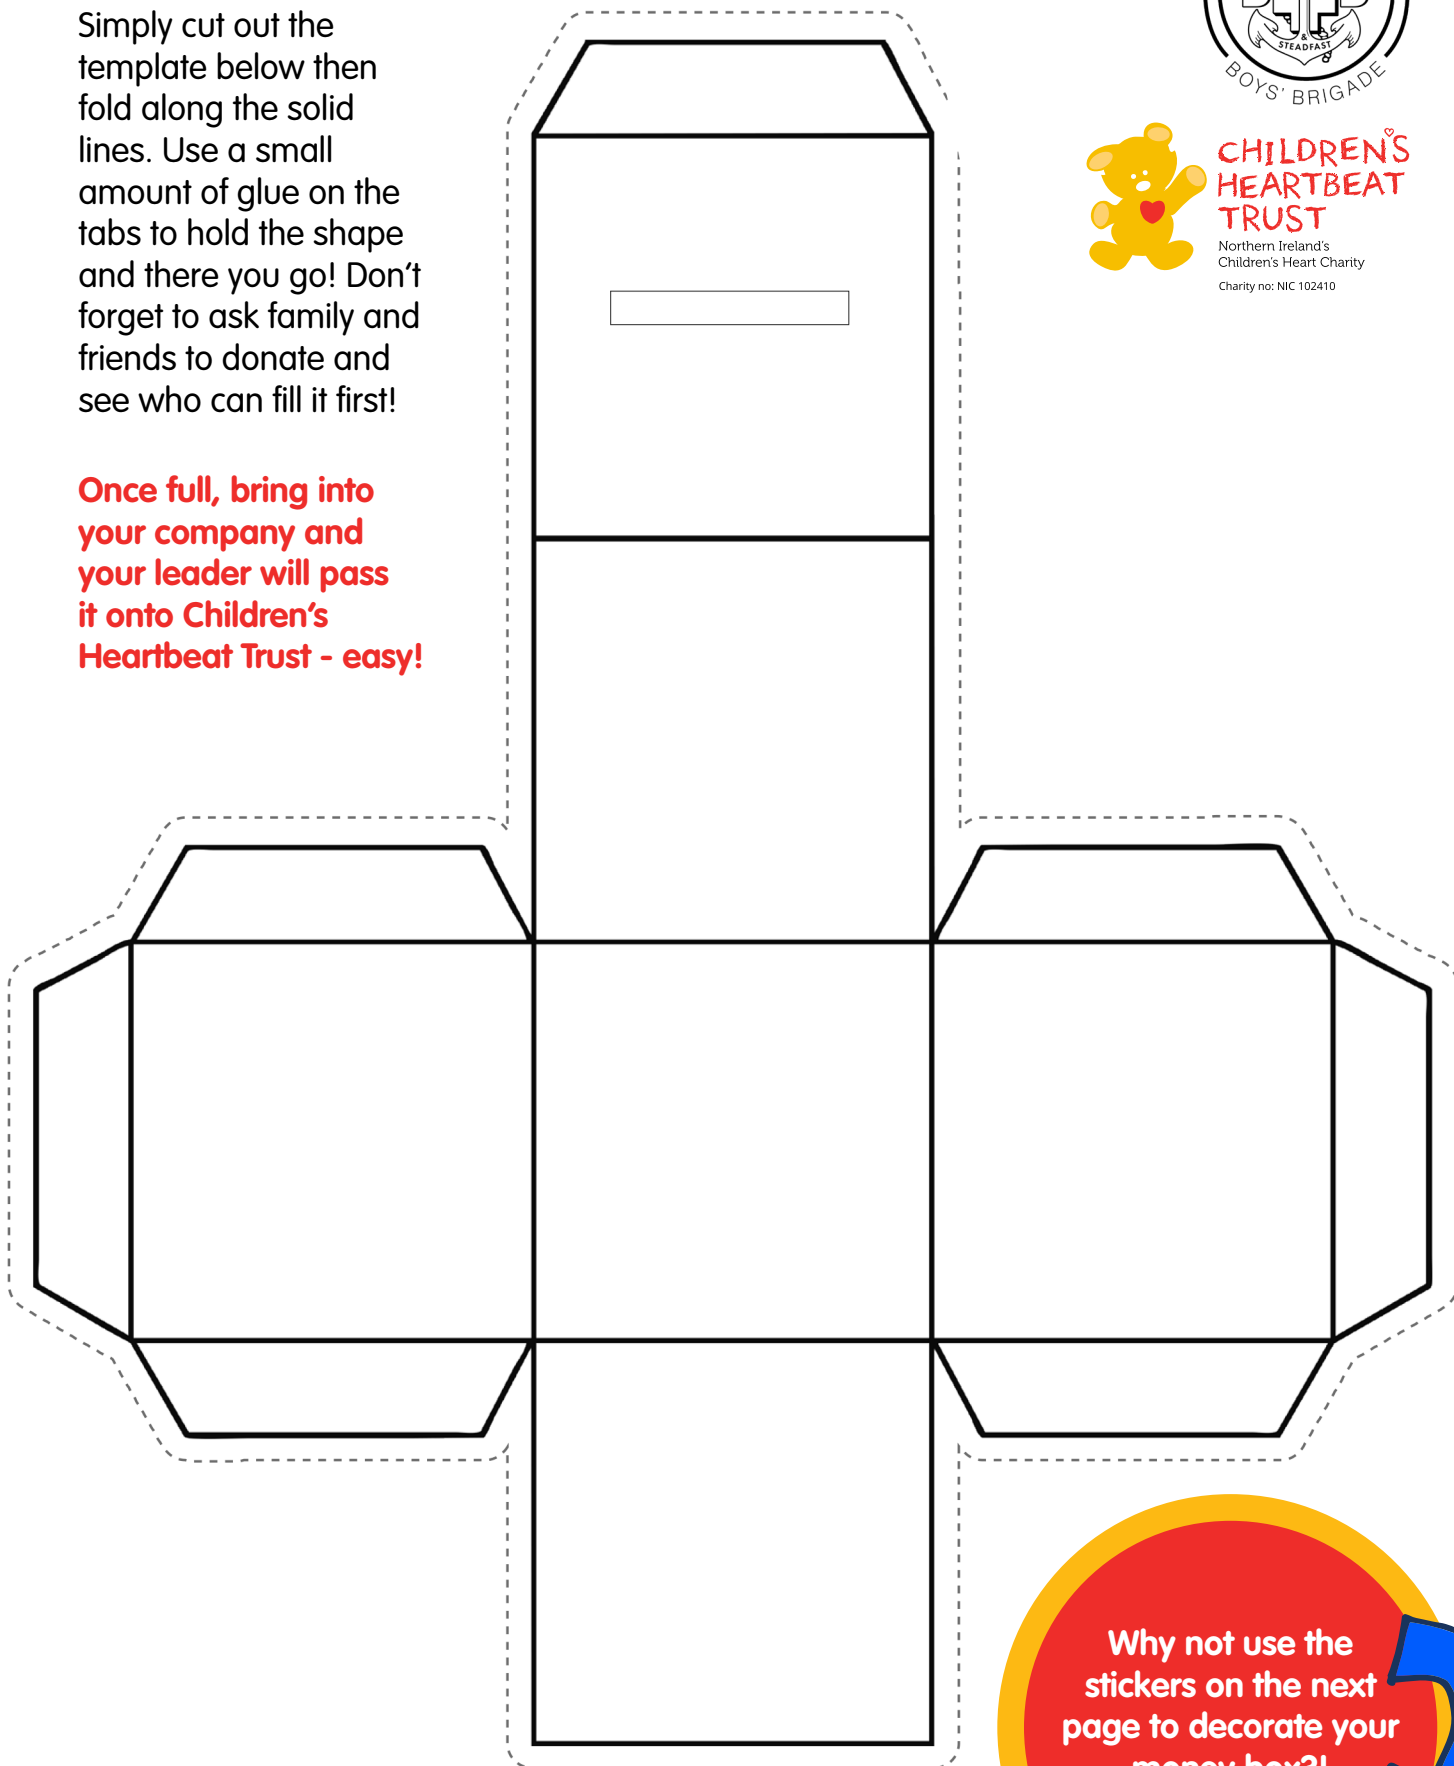 Simply cut out the
template below then
fold along the solid
lines. Use a small
amount of glue on the
tabs to hold the shape
and there you go! Don’t
forget to ask family and
friends to donate and
see who can fill it first!
Once full, bring into
your company and
your leader will pass
it onto Children’s
Heartbeat Trust - easy!
&
STEADFAST
BOYS' BRIGADE
CHILDREN'S
HEARTBEAT
TRUST
Northern Ireland's
Children's Heart Charity
Charity no: NIC 102410
Why not use the
stickers on the next
page to decorate your
money box?!